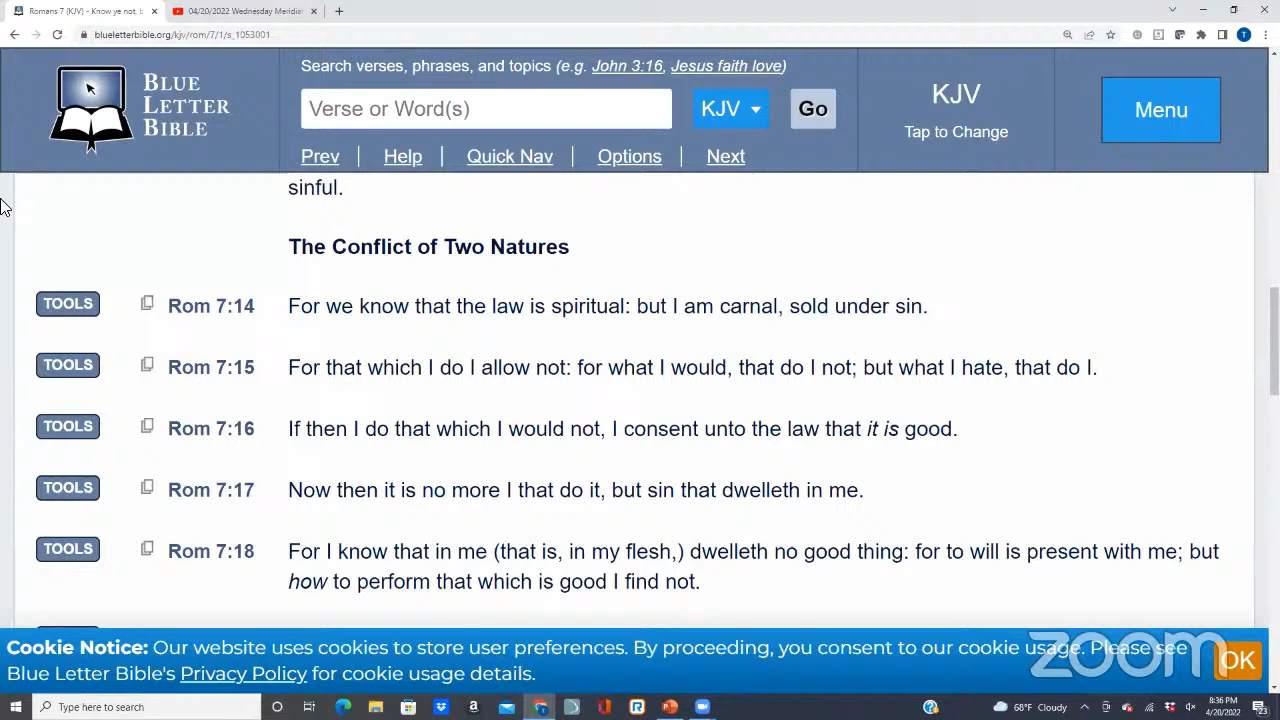 Romans 7 (KJV) - Know ye not, b
04/20/2022 Wednesday Meridia
blueletterbible.org/kjv/rom/7/1/s_1053001
T
BLUE
LETTER
BIBLE
Search verses, phrases, and topics (e.g. John 3:16, Jesus faith love)
Verse or Word(s)
KJV
Go
Prev | Help | Quick Nav | Options | Next
KJV
Tap to Change
Menu
sinful.
The Conflict of Two Natures
TOOLS Rom 7:14 For we know that the law is spiritual: but I am carnal, sold under sin.
TOOLS Rom 7:15 For that which I do I allow not: for what I would, that do I not; but what I hate, that do I.
TOOLS Rom 7:16 If then I do that which I would not, I consent unto the law that it is good.
TOOLS Rom 7:17 Now then it is no more I that do it, but sin that dwelleth in me.
TOOLS Rom 7:18 For I know that in me (that is, in my flesh,) dwelleth no good thing: for to will is present with me; but
how to perform that which is good I find not.
Cookie Notice: Our website uses cookies to store user preferences. By proceeding, you consent to our cookie usage. Please see
Blue Letter Bible's Privacy Policy for cookie usage details.
OK
zoom
Type here to search
68°F Cloudy
8:36 PM
4/20/2022
23